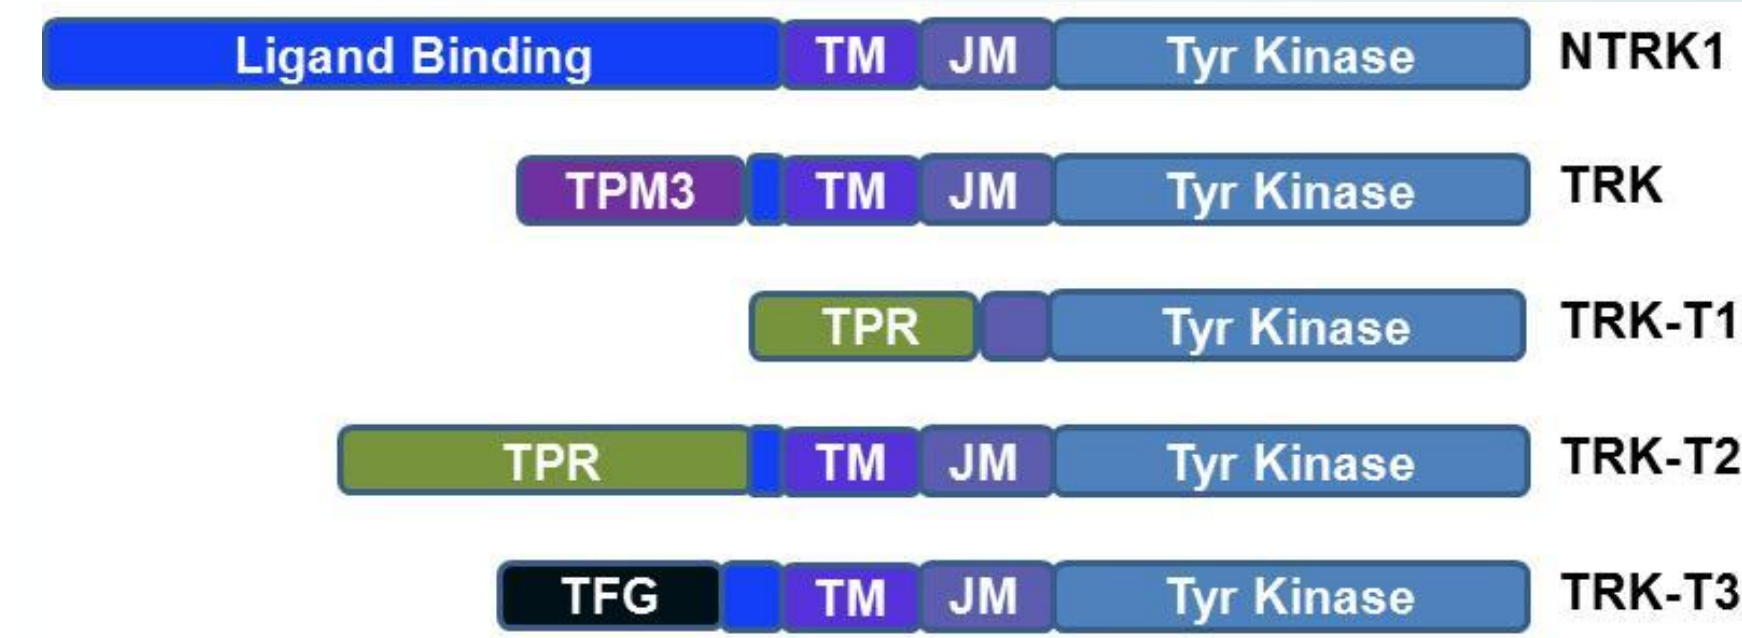 Ligand Binding TM JM Tyr Kinase NTRK1
TPM3 TM JM Tyr Kinase TRK
TPR Tyr Kinase TRK-T1
TPR TM JM Tyr Kinase TRK-T2
TFG TM JM Tyr Kinase TRK-T3